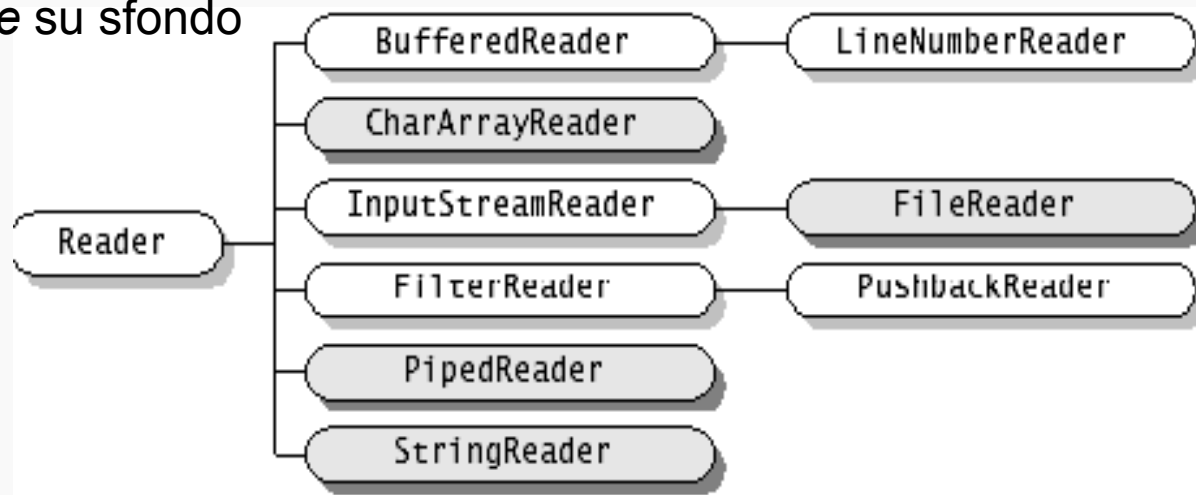 e su sfondo
BufferedReader
LineNumberReader
CharArrayReader
InputStreamReader
FileReader
Reader
FilterReader
PushbackReader
PipedReader
StringReader